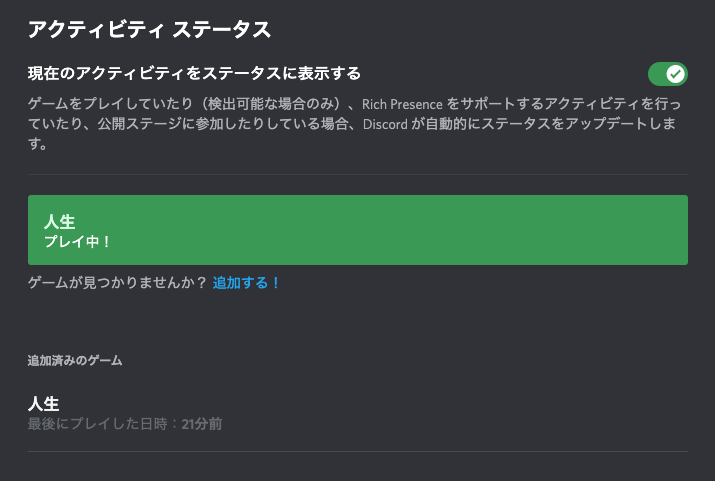 アクティビティ ステータス
現在のアクティビティをステータスに表示する
ゲームをプレイしていたり（検出可能な場合のみ）、Rich Presence をサポートするアクティビティを行っ
ていたり、公開ステージに参加したりしている場合、Discord が自動的にステータスをアップデートしま
す。
人生
プレイ中！
ゲームが見つかりませんか？ 追加する！
追加済みのゲーム
人生
最後にプレイした日時：21分前